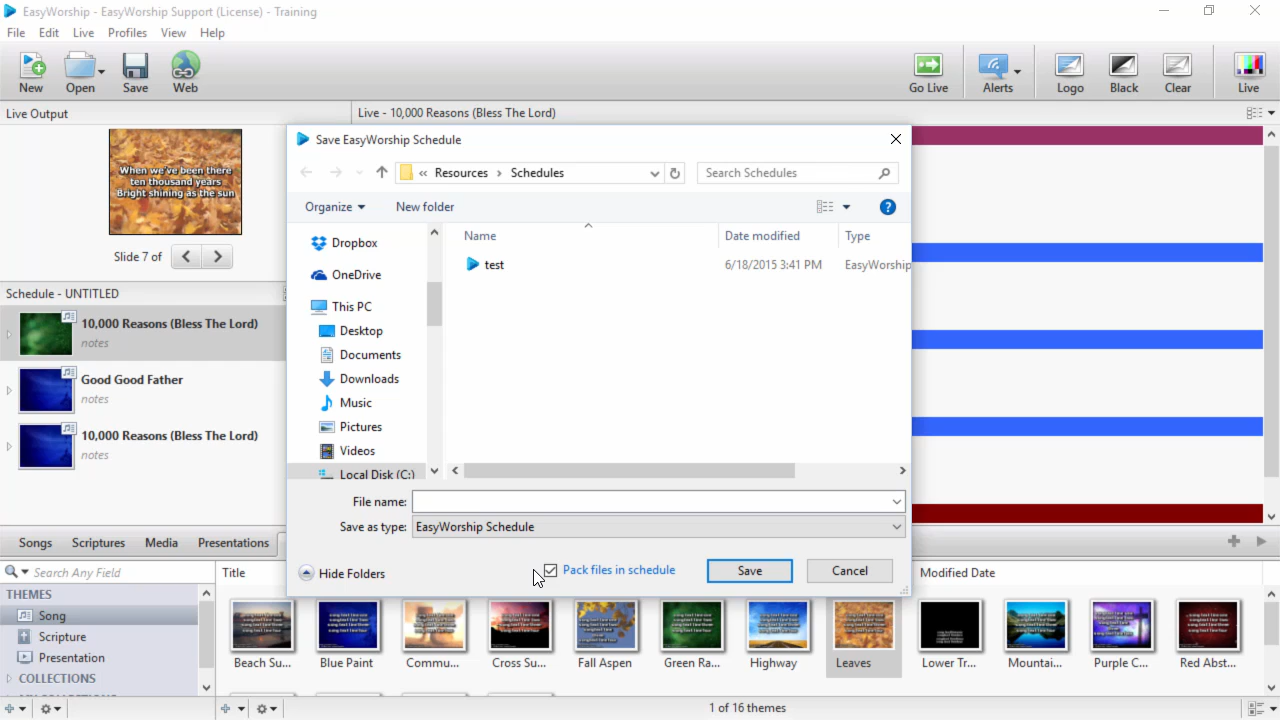 EasyWorship - EasyWorship Support (License) - Training
File Edit Live Profiles View Help
New Open Save Web Go Live Alerts Logo Black Clear Live
Live Output
Live - 10,000 Reasons (Bless The Lord)
When we've been there
ten thousand years
Bright shining as the sun
Slide 7 of
Schedule - UNTITLED
10,000 Reasons (Bless The Lord)
notes
Good Good Father
notes
10,000 Reasons (Bless The Lord)
notes
Save EasyWorship Schedule
« Resources › Schedules
Search Schedules
Organize New folder
Name Date modified Type
test 6/18/2015 3:41 PM EasyWorship
Dropbox
OneDrive
This PC
Desktop
Documents
Downloads
Music
Pictures
Videos
Local Disk (C:)
File name:
Save as type: EasyWorship Schedule
Hide Folders Pack files in schedule Save Cancel
Songs Scriptures Media Presentations
Search Any Field
Title Modified Date
THEMES
Song
Scripture
Presentation
COLLECTIONS
Beach Su... Blue Paint Commu... Cross Su... Fall Aspen Green Ra... Highway Leaves Lower Tr... Mountai... Purple C... Red Abst...
1 of 16 themes